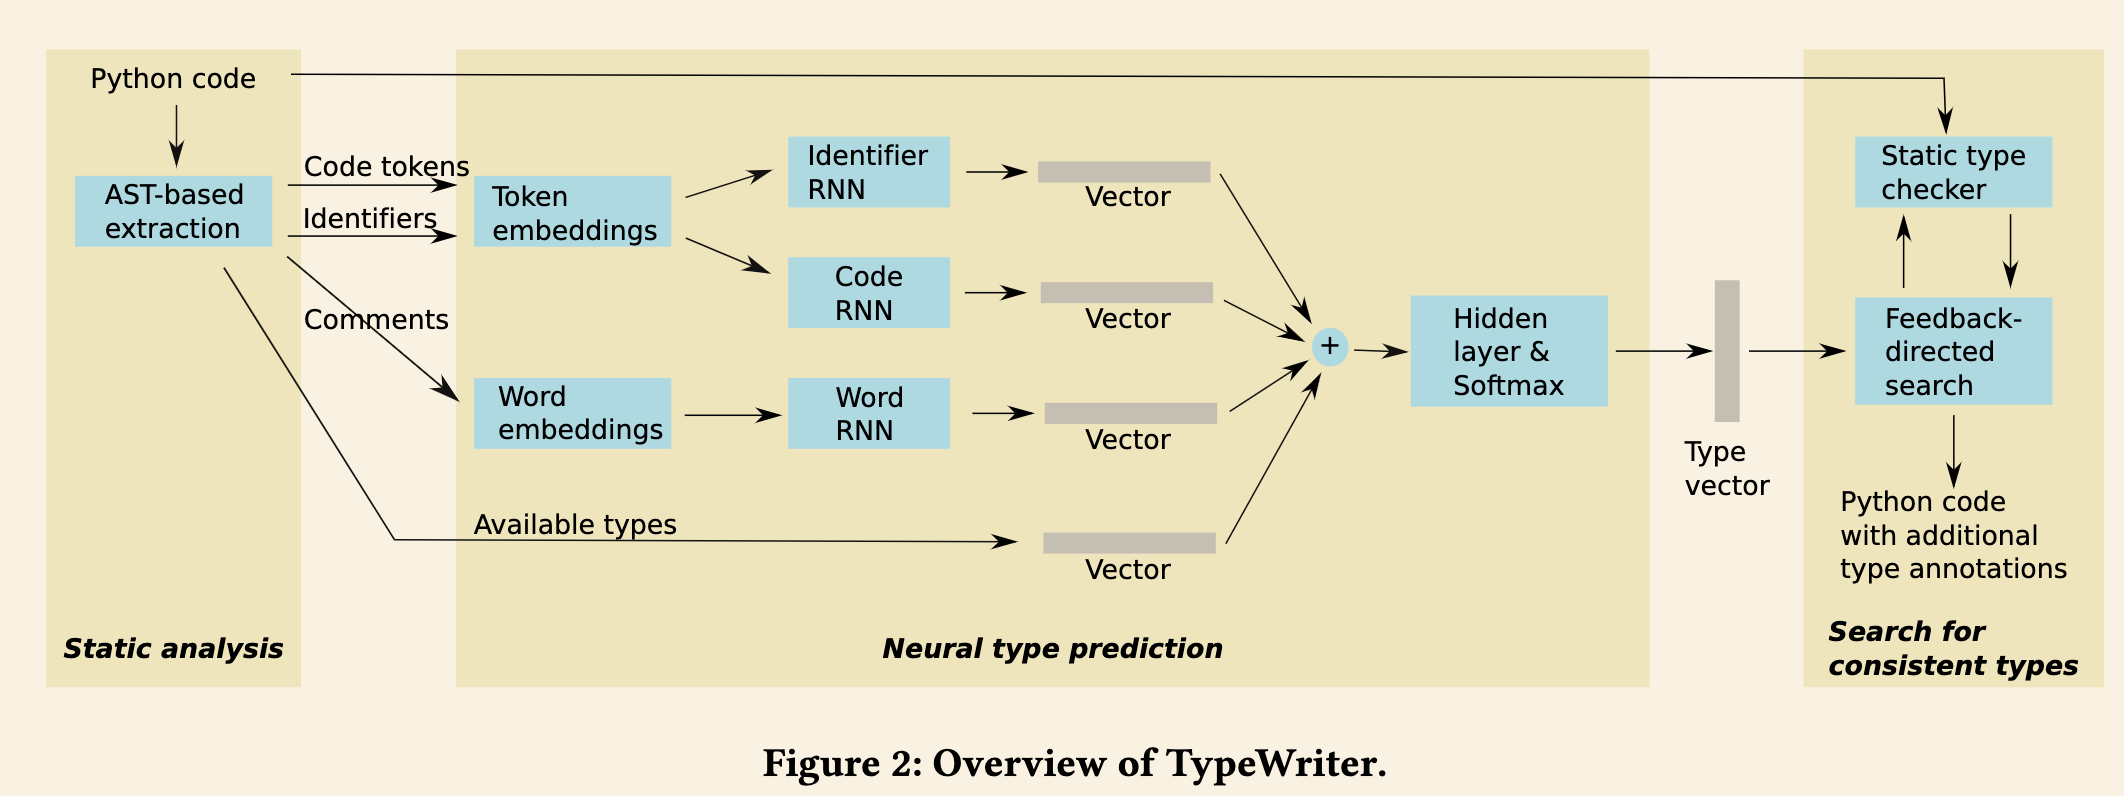 Python code
AST-based
extraction
Code tokens
Identifiers
Comments
Available types
Token
embeddings
Word
embeddings
Identifier
RNN
Code
RNN
Word
RNN
Vector
Vector
Vector
Vector
+
Hidden
layer &
Softmax
Type
vector
Static type
checker
Feedback-
directed
search
Python code
with additional
type annotations
Static analysis
Neural type prediction
Search for
consistent types
Figure 2: Overview of TypeWriter.